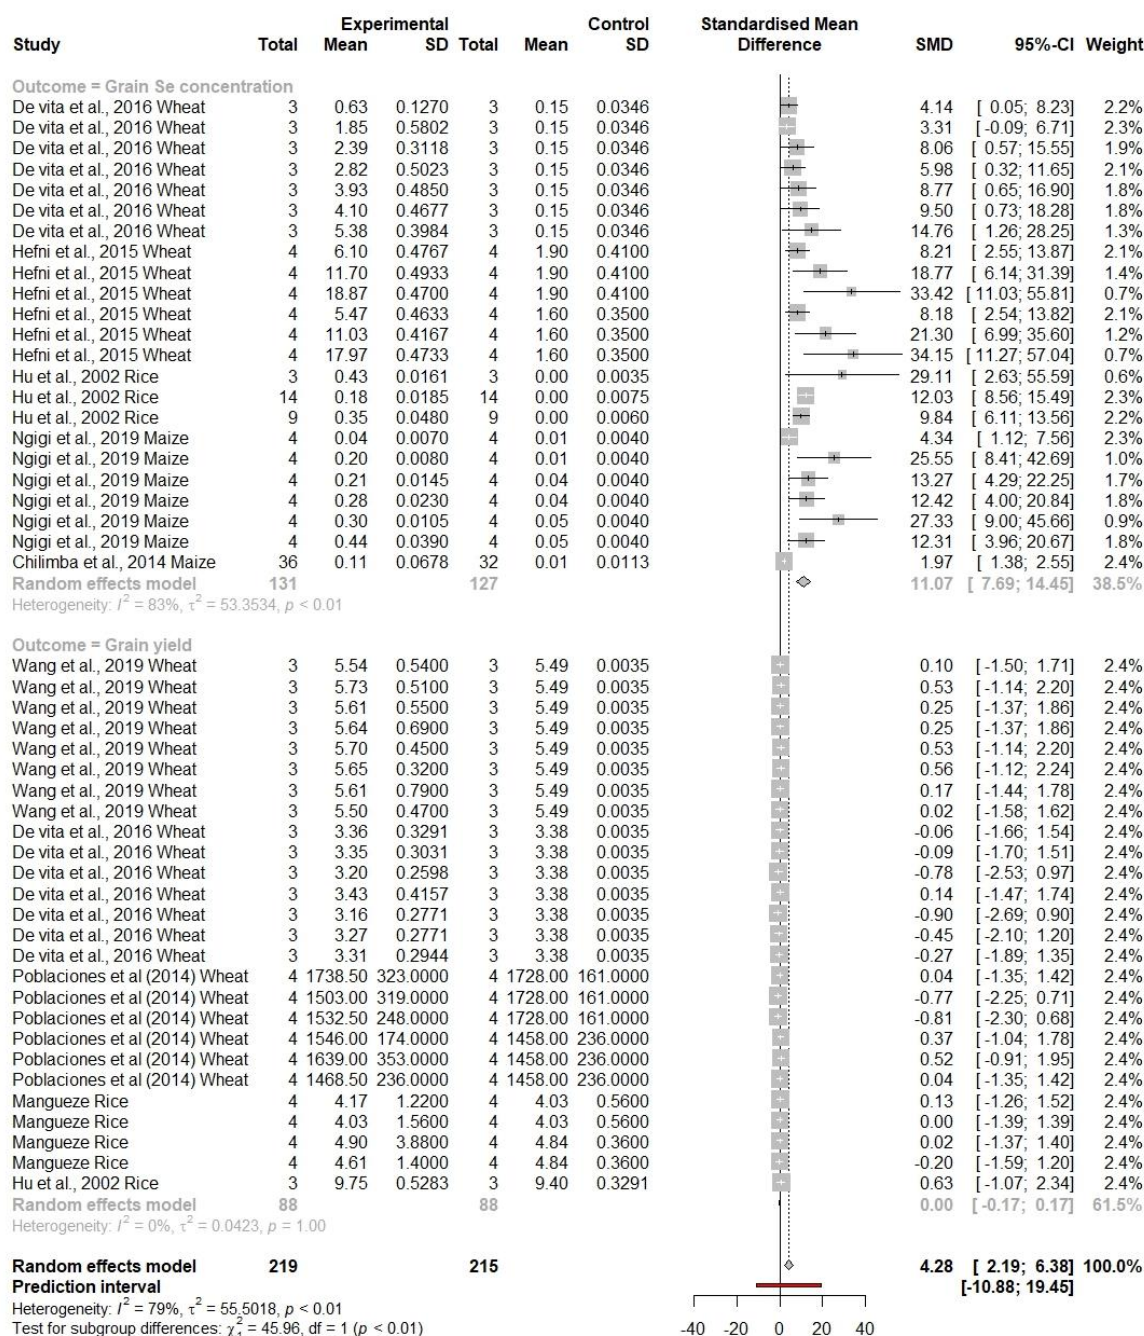 Experimental Control Standardised Mean
Study Total Mean SD Total Mean SD Difference SMD 95%-CI Weight
Outcome = Grain Se concentration
De vita et al., 2016 Wheat 3 0.63 0.1270 3 0.15 0.0346 4.14 [ 0.05; 8.23] 2.2%
De vita et al., 2016 Wheat 3 1.85 0.5802 3 0.15 0.0346 3.31 [-0.09; 6.71] 2.3%
De vita et al., 2016 Wheat 3 2.39 0.3118 3 0.15 0.0346 8.06 [ 0.57; 15.55] 1.9%
De vita et al., 2016 Wheat 3 2.82 0.5023 3 0.15 0.0346 5.98 [ 0.32; 11.65] 2.1%
De vita et al., 2016 Wheat 3 3.93 0.4850 3 0.15 0.0346 8.77 [ 0.65; 16.90] 1.8%
De vita et al., 2016 Wheat 3 4.10 0.4677 3 0.15 0.0346 9.50 [ 0.73; 18.28] 1.8%
De vita et al., 2016 Wheat 3 5.38 0.3984 3 0.15 0.0346 14.76 [ 1.26; 28.25] 1.3%
Hefni et al., 2015 Wheat 4 6.10 0.4767 4 1.90 0.4100 8.21 [ 2.55; 13.87] 2.1%
Hefni et al., 2015 Wheat 4 11.70 0.4933 4 1.90 0.4100 18.77 [ 6.14; 31.39] 1.4%
Hefni et al., 2015 Wheat 4 18.87 0.4700 4 1.90 0.4100 33.42 [ 11.03; 55.81] 0.7%
Hefni et al., 2015 Wheat 4 5.47 0.4633 4 1.60 0.3500 8.18 [ 2.54; 13.82] 2.1%
Hefni et al., 2015 Wheat 4 11.03 0.4167 4 1.60 0.3500 21.30 [ 6.99; 35.60] 1.2%
Hefni et al., 2015 Wheat 4 17.97 0.4733 4 1.60 0.3500 34.15 [ 11.27; 57.04] 0.7%
Hu et al., 2002 Rice 3 0.43 0.0161 3 0.00 0.0035 29.11 [ 2.63; 55.59] 0.6%
Hu et al., 2002 Rice 14 0.18 0.0185 14 0.00 0.0075 12.03 [ 8.56; 15.49] 2.3%
Hu et al., 2002 Rice 9 0.35 0.0480 9 0.00 0.0060 9.84 [ 6.11; 13.56] 2.2%
Ngigi et al., 2019 Maize 4 0.04 0.0070 4 0.01 0.0040 4.34 [ 1.12; 7.56] 2.3%
Ngigi et al., 2019 Maize 4 0.20 0.0080 4 0.01 0.0040 25.55 [ 8.41; 42.69] 1.0%
Ngigi et al., 2019 Maize 4 0.21 0.0145 4 0.04 0.0040 13.27 [ 4.29; 22.25] 1.7%
Ngigi et al., 2019 Maize 4 0.28 0.0230 4 0.04 0.0040 12.42 [ 4.00; 20.84] 1.8%
Ngigi et al., 2019 Maize 4 0.30 0.0105 4 0.05 0.0040 27.33 [ 9.00; 45.66] 0.9%
Ngigi et al., 2019 Maize 4 0.44 0.0390 4 0.05 0.0040 12.31 [ 3.96; 20.67] 1.8%
Chilimba et al., 2014 Maize 36 0.11 0.0678 32 0.01 0.0113 1.97 [ 1.38; 2.55] 2.4%
Random effects model 131 127 11.07 [ 7.69; 14.45] 38.5%
Heterogeneity: I² = 83%, τ² = 53.3534, p < 0.01
Outcome = Grain yield
Wang et al., 2019 Wheat 3 5.54 0.5400 3 5.49 0.0035 0.10 [-1.50; 1.71] 2.4%
Wang et al., 2019 Wheat 3 5.73 0.5100 3 5.49 0.0035 0.53 [-1.14; 2.20] 2.4%
Wang et al., 2019 Wheat 3 5.61 0.5500 3 5.49 0.0035 0.25 [-1.37; 1.86] 2.4%
Wang et al., 2019 Wheat 3 5.64 0.6900 3 5.49 0.0035 0.25 [-1.37; 1.86] 2.4%
Wang et al., 2019 Wheat 3 5.70 0.4500 3 5.49 0.0035 0.53 [-1.14; 2.20] 2.4%
Wang et al., 2019 Wheat 3 5.65 0.3200 3 5.49 0.0035 0.56 [-1.12; 2.24] 2.4%
Wang et al., 2019 Wheat 3 5.61 0.7900 3 5.49 0.0035 0.17 [-1.44; 1.78] 2.4%
Wang et al., 2019 Wheat 3 5.50 0.4700 3 5.49 0.0035 0.02 [-1.58; 1.62] 2.4%
De vita et al., 2016 Wheat 3 3.36 0.3291 3 3.38 0.0035 -0.06 [-1.66; 1.54] 2.4%
De vita et al., 2016 Wheat 3 3.35 0.3031 3 3.38 0.0035 -0.09 [-1.70; 1.51] 2.4%
De vita et al., 2016 Wheat 3 3.20 0.2598 3 3.38 0.0035 -0.78 [-2.53; 0.97] 2.4%
De vita et al., 2016 Wheat 3 3.43 0.4157 3 3.38 0.0035 0.14 [-1.47; 1.74] 2.4%
De vita et al., 2016 Wheat 3 3.16 0.2771 3 3.38 0.0035 -0.90 [-2.69; 0.90] 2.4%
De vita et al., 2016 Wheat 3 3.27 0.2771 3 3.38 0.0035 -0.45 [-2.10; 1.20] 2.4%
De vita et al., 2016 Wheat 3 3.31 0.2944 3 3.38 0.0035 -0.27 [-1.89; 1.35] 2.4%
Poblaciones et al (2014) Wheat 4 1738.50 323.0000 4 1728.00 161.0000 0.04 [-1.35; 1.42] 2.4%
Poblaciones et al (2014) Wheat 4 1503.00 319.0000 4 1728.00 161.0000 -0.77 [-2.25; 0.71] 2.4%
Poblaciones et al (2014) Wheat 4 1532.50 248.0000 4 1728.00 161.0000 -0.81 [-2.30; 0.68] 2.4%
Poblaciones et al (2014) Wheat 4 1546.00 174.0000 4 1458.00 236.0000 0.37 [-1.04; 1.78] 2.4%
Poblaciones et al (2014) Wheat 4 1639.00 353.0000 4 1458.00 236.0000 0.52 [-0.91; 1.95] 2.4%
Poblaciones et al (2014) Wheat 4 1468.50 236.0000 4 1458.00 236.0000 0.04 [-1.35; 1.42] 2.4%
Mangueze Rice 4 4.17 1.2200 4 4.03 0.5600 0.13 [-1.26; 1.52] 2.4%
Mangueze Rice 4 4.03 1.5600 4 4.03 0.5600 0.00 [-1.39; 1.39] 2.4%
Mangueze Rice 4 4.90 3.8800 4 4.84 0.3600 0.02 [-1.37; 1.40] 2.4%
Mangueze Rice 4 4.61 1.4000 4 4.84 0.3600 -0.20 [-1.59; 1.20] 2.4%
Hu et al., 2002 Rice 3 9.75 0.5283 3 9.40 0.3291 0.63 [-1.07; 2.34] 2.4%
Random effects model 88 88 0.00 [-0.17; 0.17] 61.5%
Heterogeneity: I² = 0%, τ² = 0.0423, p = 1.00
Random effects model 219 215 4.28 [ 2.19; 6.38] 100.0%
Prediction interval [-10.88; 19.45]
Heterogeneity: I² = 79%, τ² = 55.5018, p < 0.01
Test for subgroup differences: χ²₁ = 45.96, df = 1 (p < 0.01)
-40 -20 0 20 40